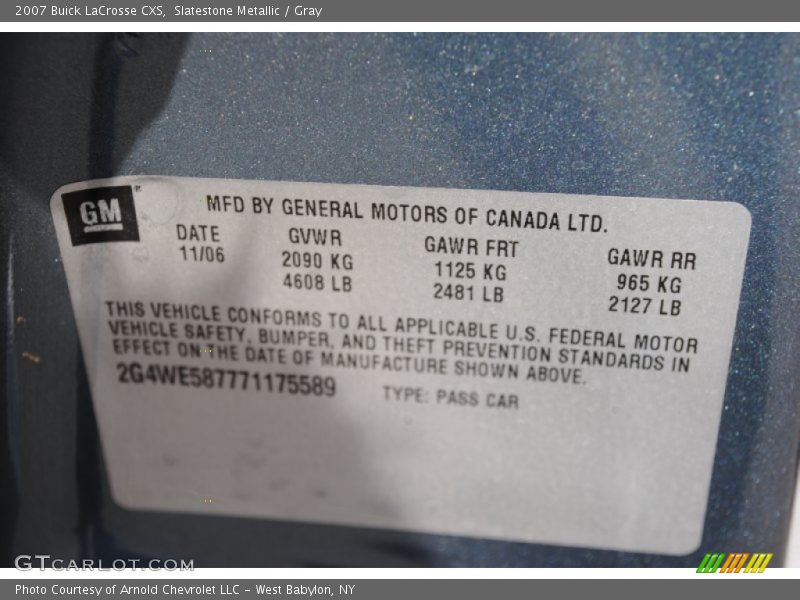 2007 Buick LaCrosse CXS, Slatestone Metallic / Gray
GM
MFD BY GENERAL MOTORS OF CANADA LTD.
DATE GVWR GAWR FRT GAWR RR
11/06 2090 KG 1125 KG 965 KG
4608 LB 2481 LB 2127 LB
THIS VEHICLE CONFORMS TO ALL APPLICABLE U.S. FEDERAL MOTOR
VEHICLE SAFETY, BUMPER, AND THEFT PREVENTION STANDARDS IN
EFFECT ON THE DATE OF MANUFACTURE SHOWN ABOVE.
2G4WE587771175589 TYPE: PASS CAR
GTCARLOT.COM
Photo Courtesy of Arnold Chevrolet LLC - West Babylon, NY